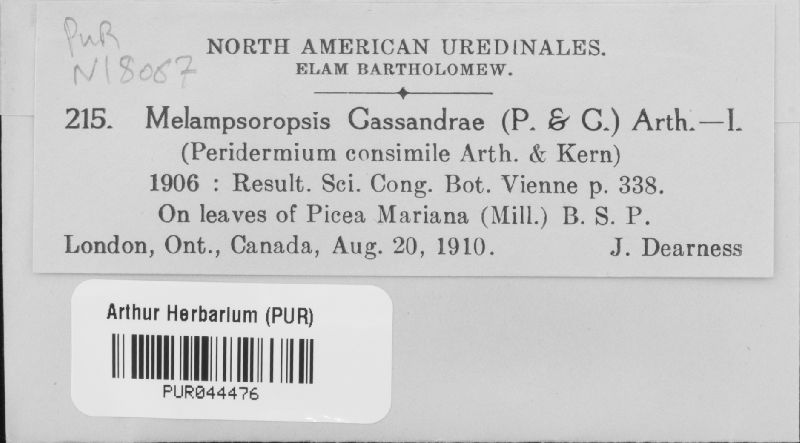 PUR
N18067
NORTH AMERICAN UREDINALES.
ELAM BARTHOLOMEW.
215. Melampsoropsis Cassandrae (P. & C.) Arth.—I.
(Peridermium consimile Arth. & Kern)
1906 : Result. Sci. Cong. Bot. Vienne p. 338.
On leaves of Picea Mariana (Mill.) B. S. P.
London, Ont., Canada, Aug. 20, 1910. J. Dearness
Arthur Herbarium (PUR)
PUR044476